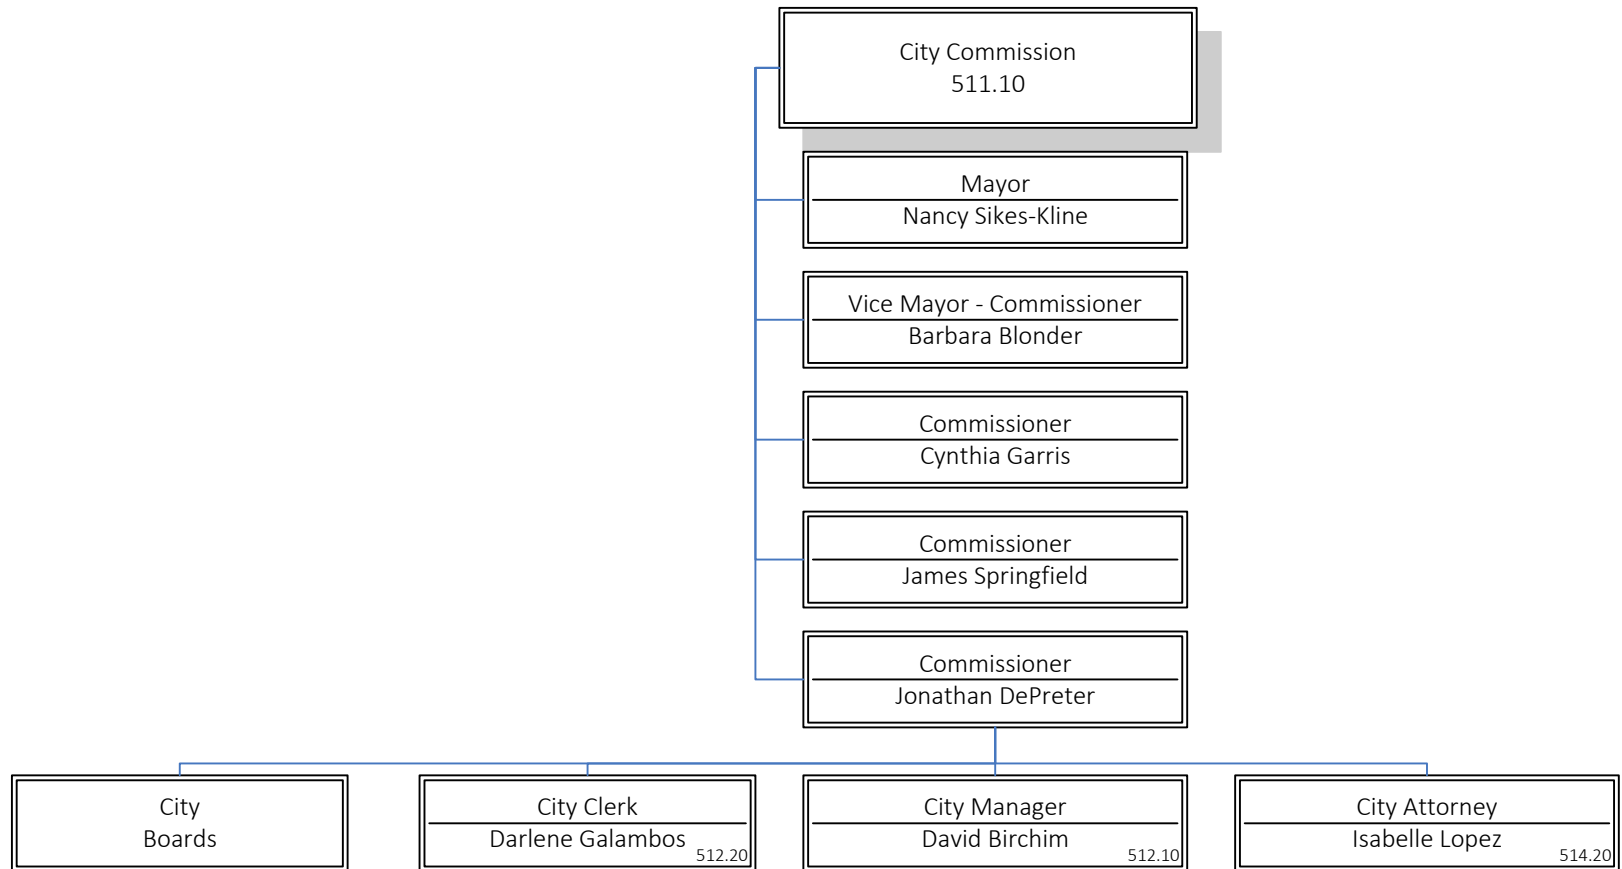 City Commission
511.10
Mayor
Nancy Sikes-Kline
Vice Mayor - Commissioner
Barbara Blonder
Commissioner
Cynthia Garris
Commissioner
James Springfield
Commissioner
Jonathan DePreter
City
Boards
City Clerk
Darlene Galambos
512.20
City Manager
David Birchim
512.10
City Attorney
Isabelle Lopez
514.20